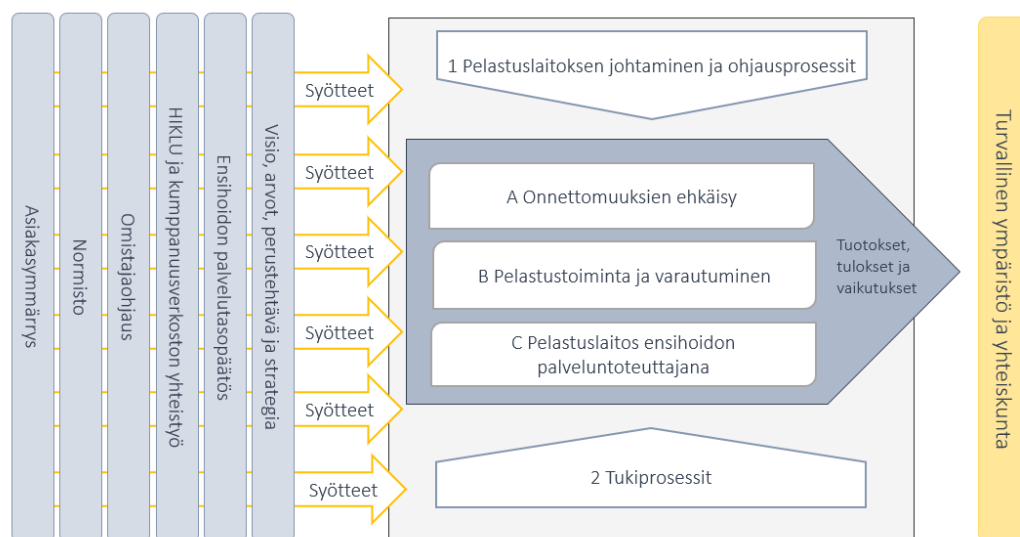 Asiakasymmärrys
Normisto
Omistajaohjaus
HIKLU ja kumppanuusverkoston yhteistyö
Ensihoidon palvelutasopäätös
Visio, arvot, perustehtävä ja strategia
Syötteet
Syötteet
Syötteet
Syötteet
Syötteet
Syötteet
1 Pelastuslaitoksen johtaminen ja ohjausprosessit
A Onnettomuuksien ehkäisy
B Pelastustoiminta ja varautuminen
C Pelastuslaitos ensihoidon
palveluntoteuttajana
2 Tukiprosessit
Tuotokset,
tulokset ja
vaikutukset
Turvallinen ympäristö ja yhteiskunta